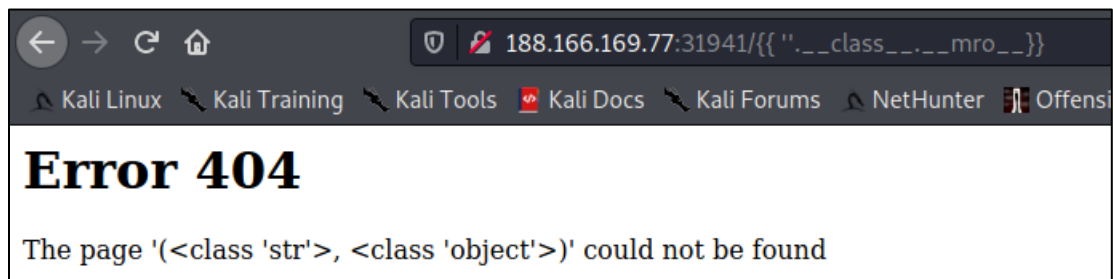 188.166.169.77:31941/{{ ''.__class__.__mro__}}
Kali Linux Kali Training Kali Tools Kali Docs Kali Forums NetHunter Offensi
Error 404
The page '(<class 'str'>, <class 'object'>)' could not be found